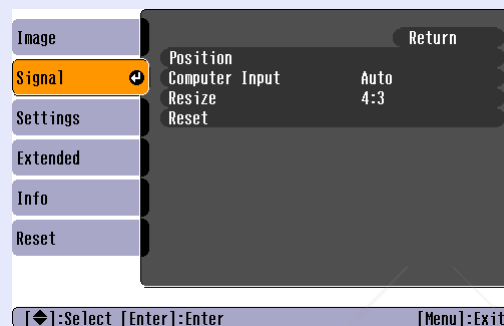 Image
Signal
Settings
Extended
Info
Reset
Return
Position
Computer Input Auto
Resize 4:3
Reset
[◆]:Select [Enter]:Enter [Menu]:Exit